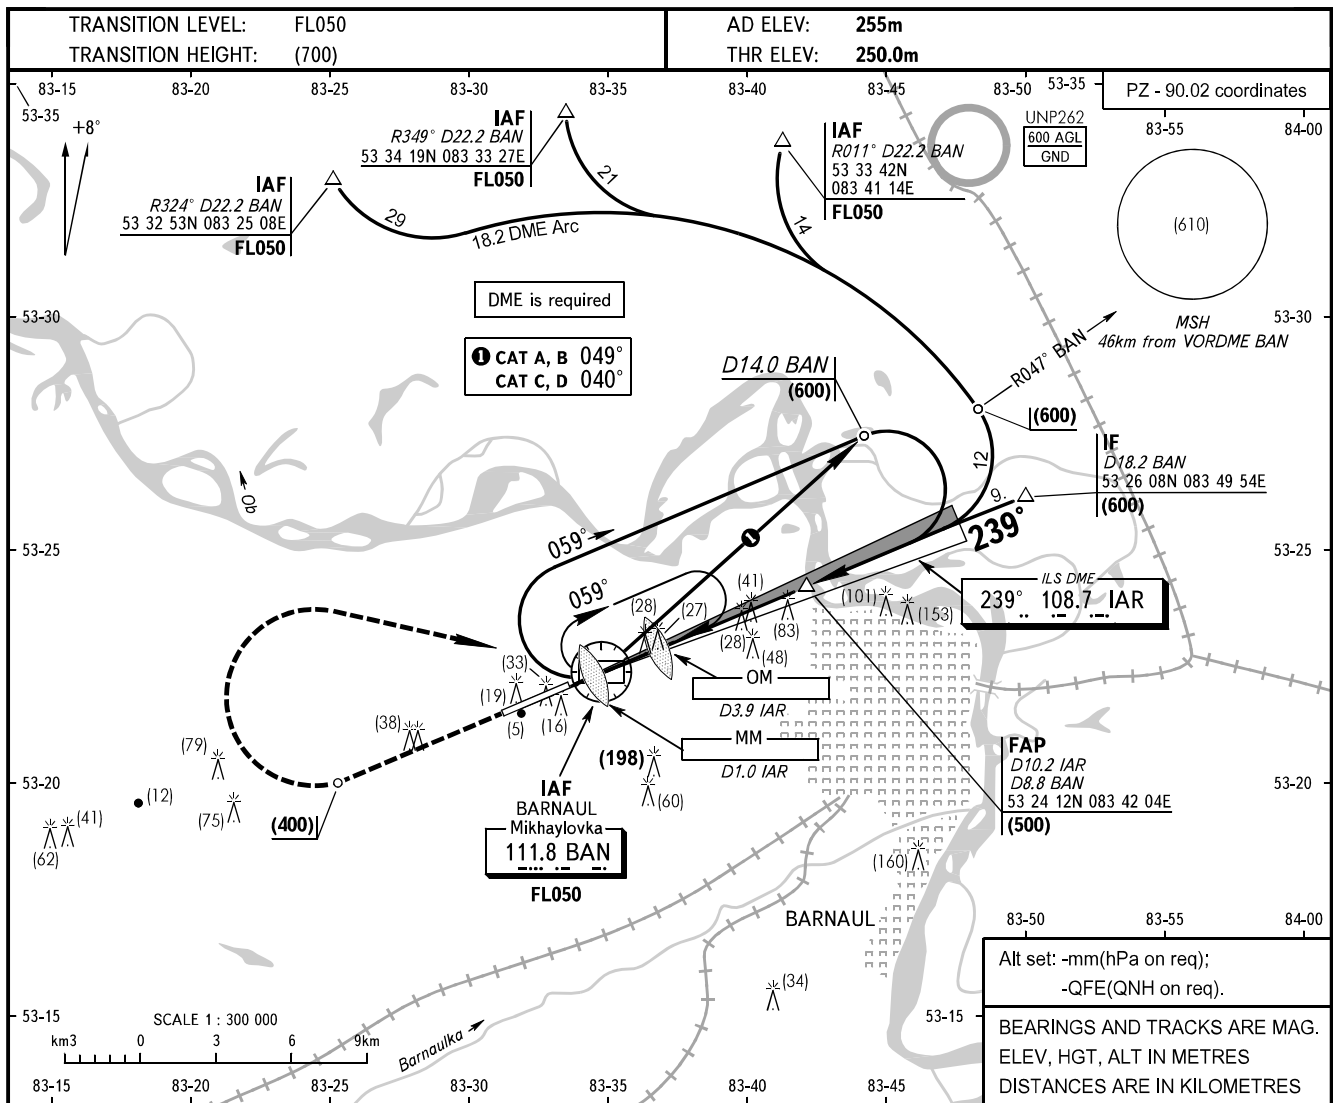 TRANSITION LEVEL: FL050
TRANSITION HEIGHT: (700)
AD ELEV: 255m
THR ELEV: 250.0m
83-15 83-20 83-25 83-30 83-35 83-40 83-45 83-50 53-35
PZ - 90.02 coordinates
53-35
83-55 84-00
+8°
IAF
R349° D22.2 BAN
53 34 19N 083 33 27E
FL050
IAF
R011° D22.2 BAN
53 33 42N
083 41 14E
FL050
UNP262
600 AGL
GND
IAF
R324° D22.2 BAN
53 32 53N 083 25 08E
FL050
21
29
14
18.2 DME Arc
(610)
MSH
46km from VORDME BAN
DME is required
53-30
53-30
1 CAT A, B 049°
CAT C, D 040°
D14.0 BAN
(600)
R047° BAN
(600)
IF
D18.2 BAN
53 26 08N 083 49 54E
(600)
12
9.
239°
Ob
059°
1
53-25
53-25
059°
ILS DME
239° 108.7 IAR
(41)
(28)
(27)
(28)
(83)
(48)
(101)
(153)
OM
D3.9 IAR
MM
D1.0 IAR
(33)
(19)
(16)
(5)
(38)
(79)
(12)
(75)
(41)
(62)
(400)
(198)
(60)
53-20
53-20
FAP
D10.2 IAR
D8.8 BAN
53 24 12N 083 42 04E
(500)
IAF
BARNAUL
Mikhaylovka
111.8 BAN
FL050
(160)
BARNAUL
83-50 83-55 84-00
(34)
Alt set: -mm(hPa on req);
-QFE(QNH on req).
53-15
53-15
SCALE 1 : 300 000
km3 0 3 6 9km
Barnaulka
BEARINGS AND TRACKS ARE MAG.
ELEV, HGT, ALT IN METRES
DISTANCES ARE IN KILOMETRES
83-15 83-20 83-25 83-30 83-35 83-40 83-45